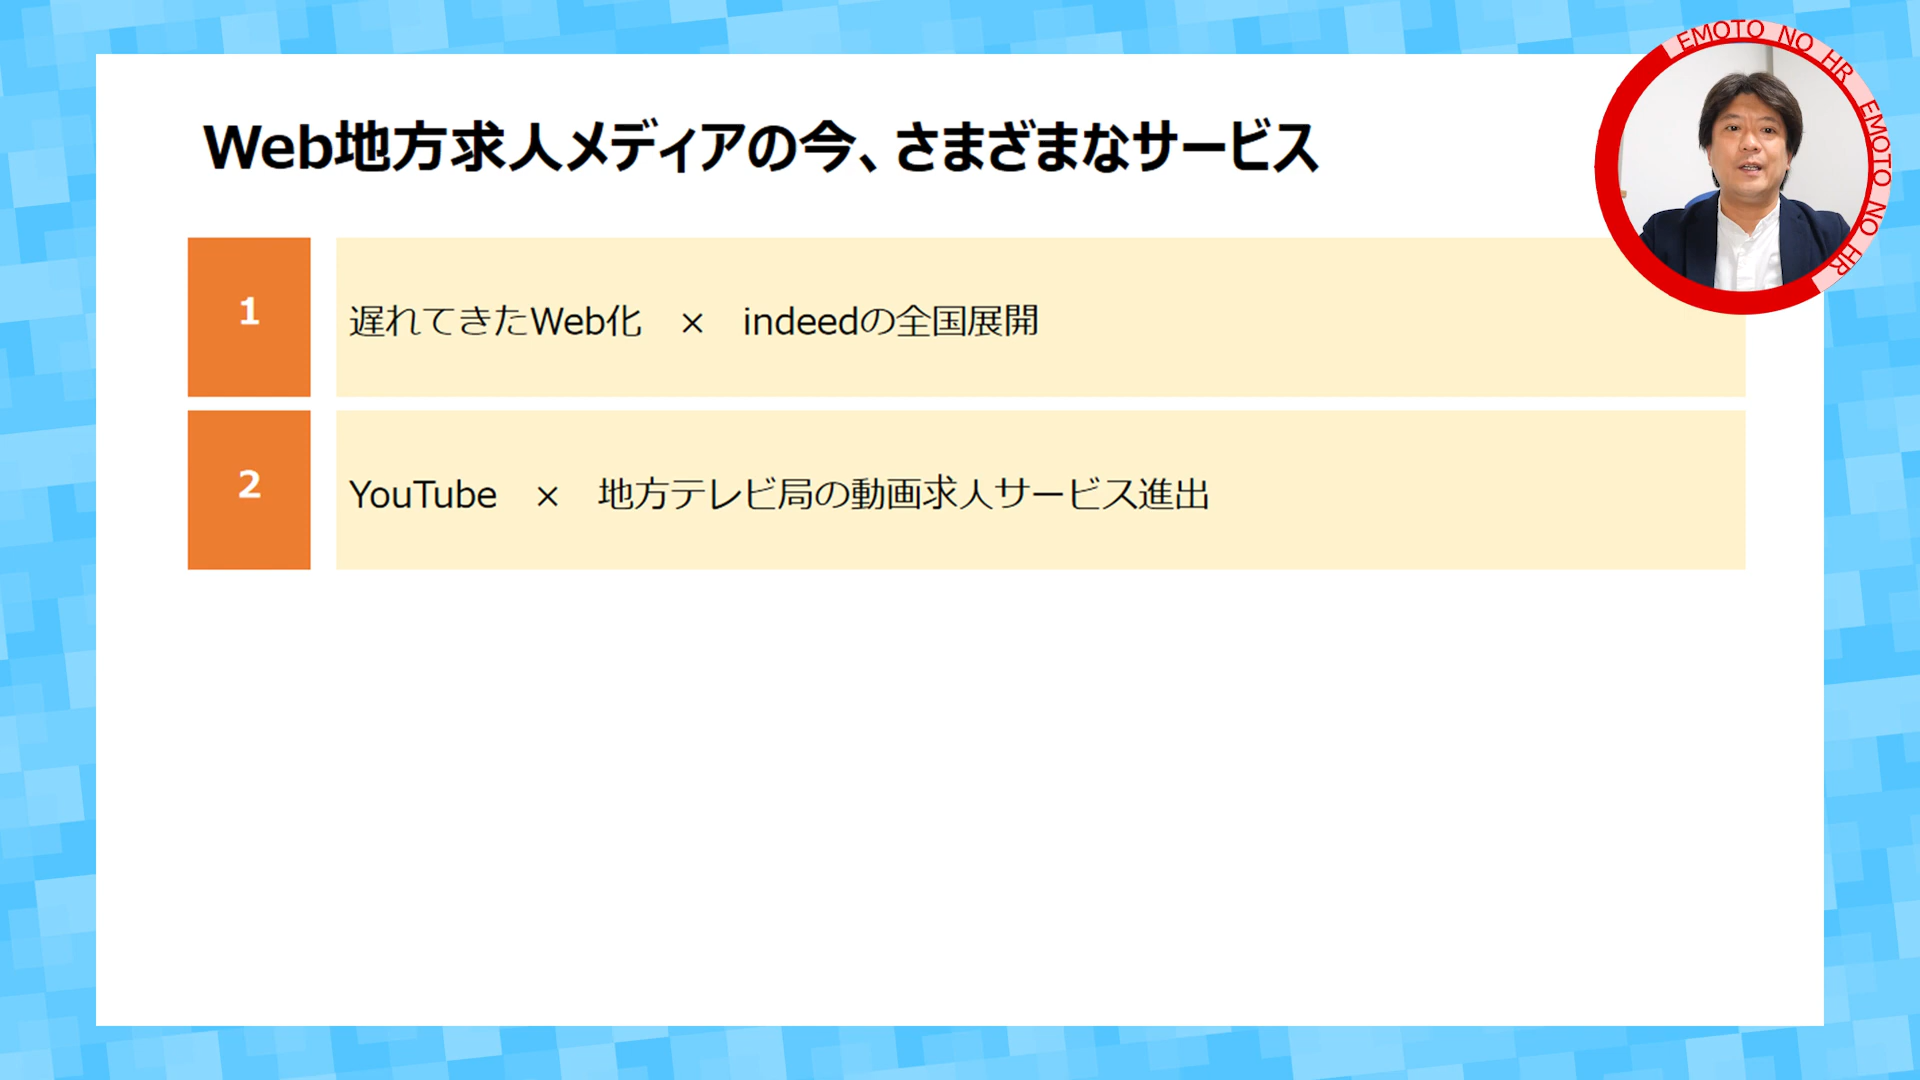 EMOTO NO HR EMOTO NO HR
Web地方求人メディアの今、さまざまなサービス
1
遅れてきたWeb化　×　indeedの全国展開
2
YouTube　×　地方テレビ局の動画求人サービス進出